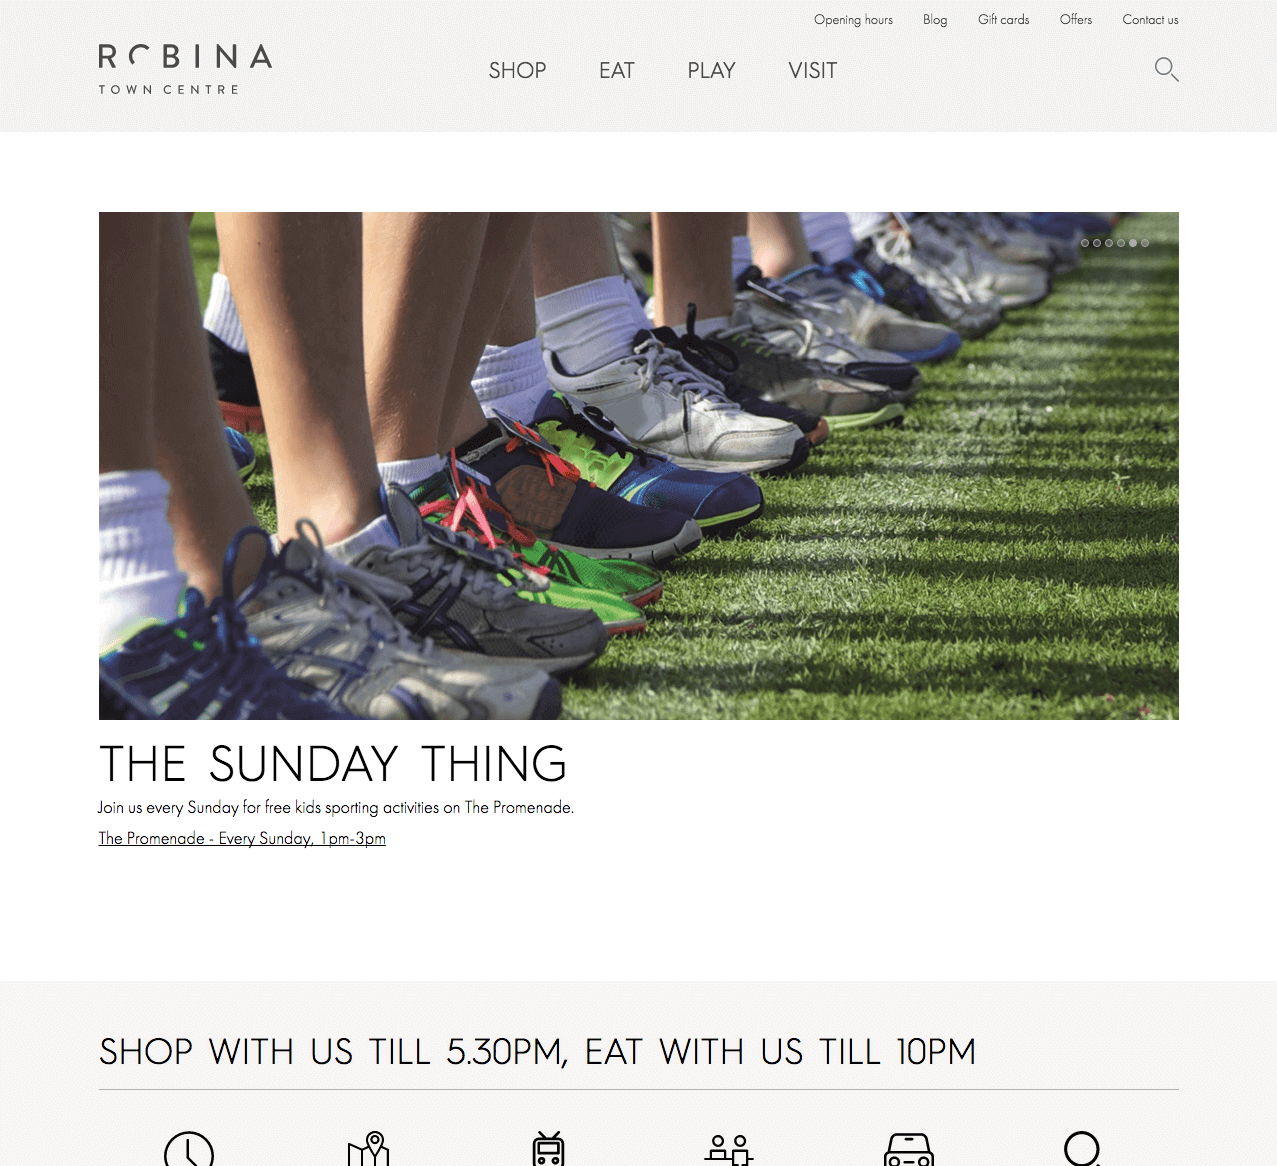 Opening hours Blog Gift cards Offers Contact us
ROBINA
TOWN CENTRE
SHOP EAT PLAY VISIT
THE SUNDAY THING
Join us every Sunday for free kids sporting activities on The Promenade.
The Promenade - Every Sunday, 1pm-3pm
SHOP WITH US TILL 5.30PM, EAT WITH US TILL 10PM